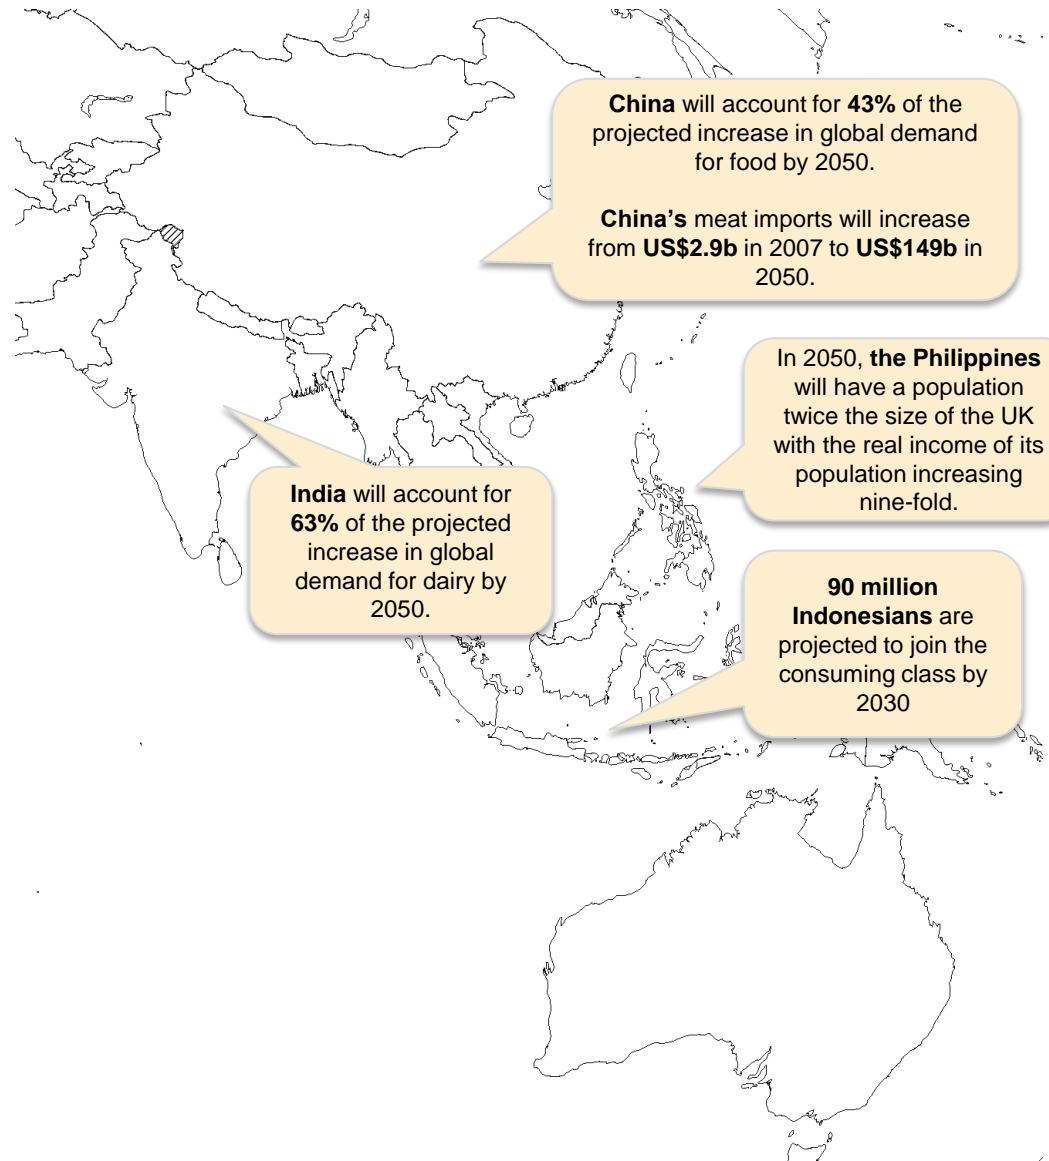 China will account for 43% of the
projected increase in global demand
for food by 2050.
China’s meat imports will increase
from US$2.9b in 2007 to US$149b in
2050.
In 2050, the Philippines
will have a population
twice the size of the UK
with the real income of its
population increasing
nine-fold.
India will account for
63% of the projected
increase in global
demand for dairy by
2050.
90 million
Indonesians are
projected to join the
consuming class by
2030